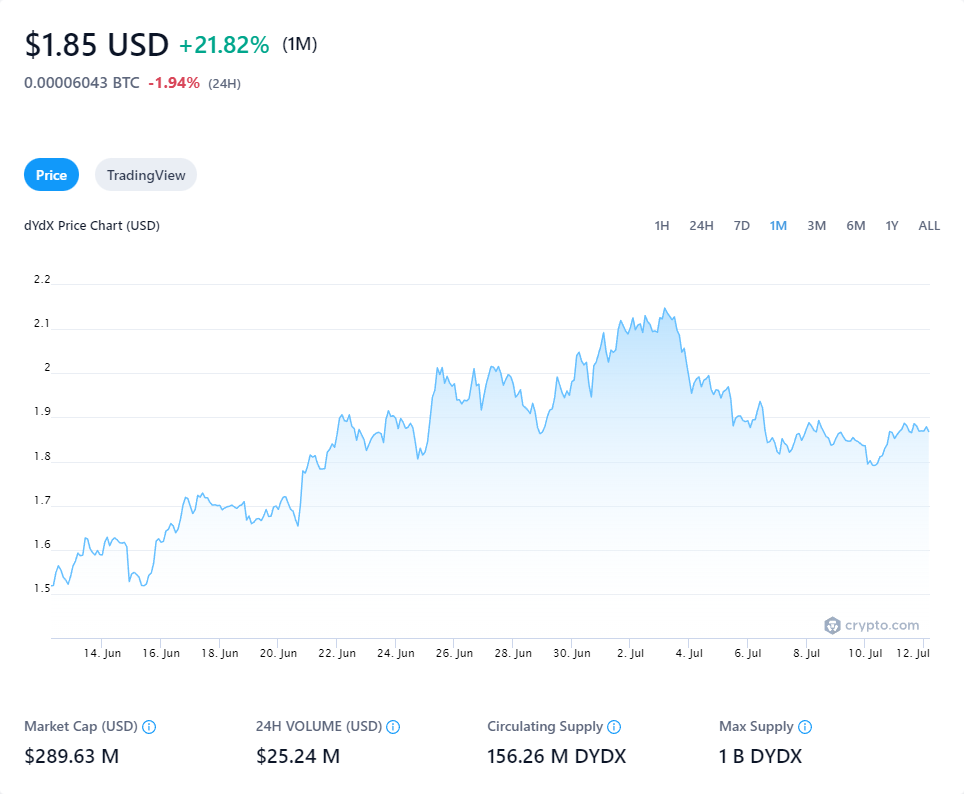 $1.85 USD +21.82% (1M)
0.00006043 BTC -1.94% (24H)
Price TradingView
dYdX Price Chart (USD) 1H 24H 7D 1M 3M 6M 1Y ALL
2.2
2.1
2
1.9
1.8
1.7
1.6
1.5
crypto.com
14. Jun 16. Jun 18. Jun 20. Jun 22. Jun 24. Jun 26. Jun 28. Jun 30. Jun 2. Jul 4. Jul 6. Jul 8. Jul 10. Jul 12. Jul
Market Cap (USD) 24H VOLUME (USD) Circulating Supply Max Supply
$289.63 M $25.24 M 156.26 M DYDX 1 B DYDX